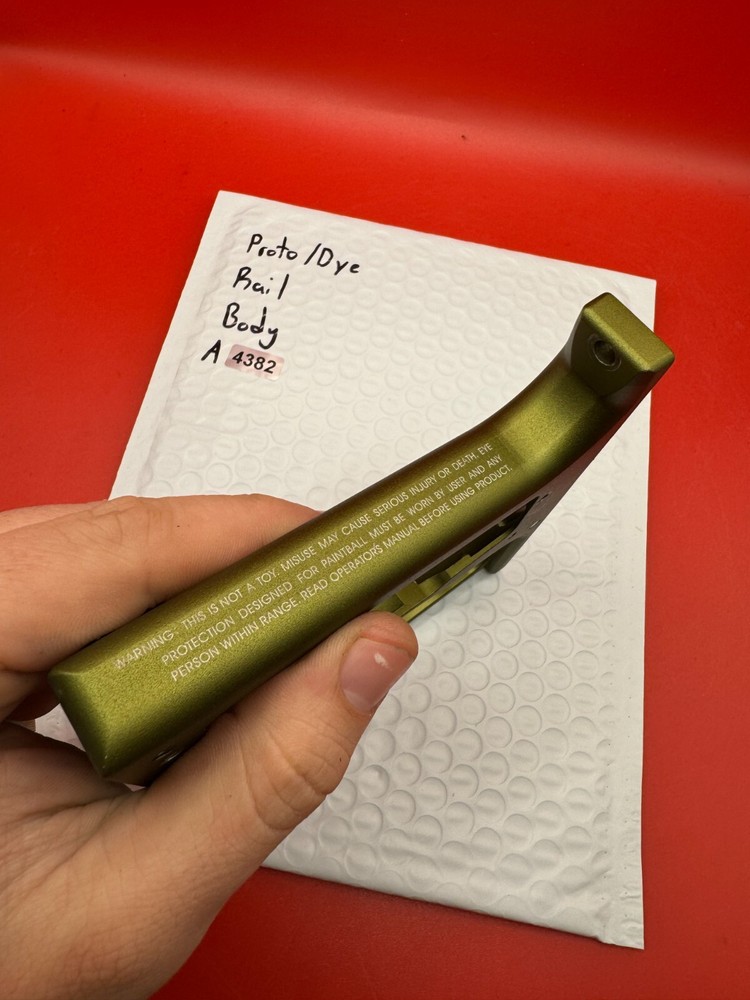 Proto/Dye
Rail
Body
A 4382
WARNING: THIS IS NOT A TOY. MISUSE MAY CAUSE SERIOUS INJURY OR DEATH. EYE
PROTECTION DESIGNED FOR PAINTBALL MUST BE WORN BY USER AND ANY
PERSON WITHIN RANGE. READ OPERATOR'S MANUAL BEFORE USING PRODUCT.